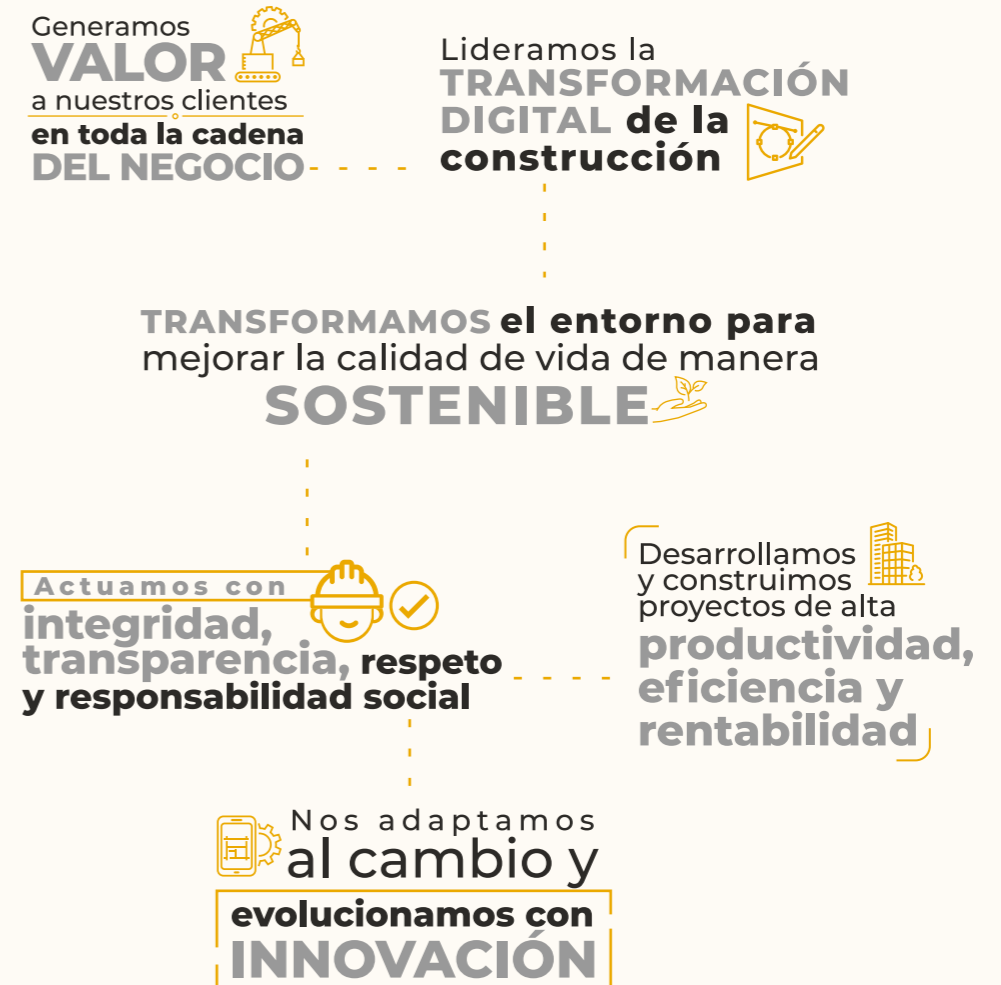 Generamos
VALOR
a nuestros clientes
en toda la cadena
DEL NEGOCIO
Lideramos la
TRANSFORMACIÓN
DIGITAL de la
construcción
TRANSFORMAMOS el entorno para
mejorar la calidad de vida de manera
SOSTENIBLE
Actuamos con
integridad,
transparencia, respeto
y responsabilidad social
Desarrollamos
y construimos
proyectos de alta
productividad,
eficiencia y
rentabilidad
Nos adaptamos
al cambio y
evolucionamos con
INNOVACIÓN